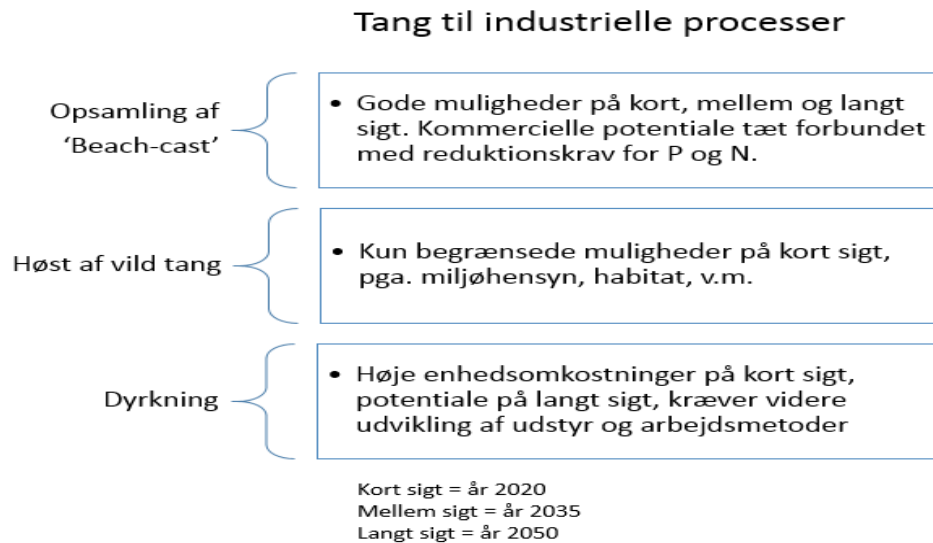 Tang til industrielle processer
Opsamling af
‘Beach-cast’
• Gode muligheder på kort, mellem og langt
sigt. Kommercielle potentiale tæt forbundet
med reduktionskrav for P og N.
Høst af vild tang
• Kun begrænsede muligheder på kort sigt,
pga. miljøhensyn, habitat, v.m.
Dyrkning
• Høje enhedsomkostninger på kort sigt,
potentiale på langt sigt, kræver videre
udvikling af udstyr og arbejdsmetoder
Kort sigt = år 2020
Mellem sigt = år 2035
Langt sigt = år 2050